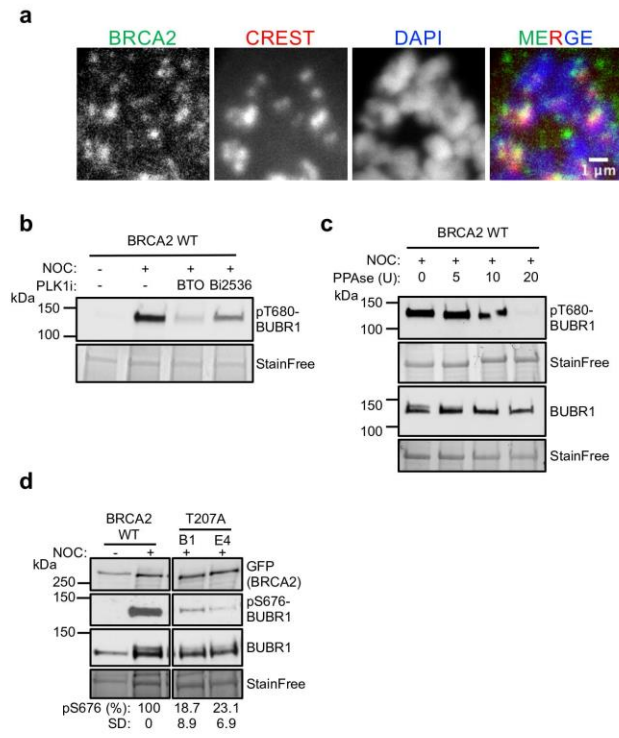 a
BRCA2 CREST DAPI MERGE
1 µm
b
BRCA2 WT
NOC: - + + +
PLK1i: - - BTO Bi2536
kDa
150
100
pT680-
BUBR1
StainFree
c
BRCA2 WT
NOC: + + + +
PPAse (U): 0 5 10 20
kDa
150
100
pT680-
BUBR1
StainFree
150
100
BUBR1
StainFree
d
BRCA2
WT
T207A
B1 E4
NOC: - + + +
kDa
250
GFP
(BRCA2)
150
pS676-
BUBR1
150
BUBR1
StainFree
pS676 (%): 100 18.7 23.1
SD: 0 8.9 6.9